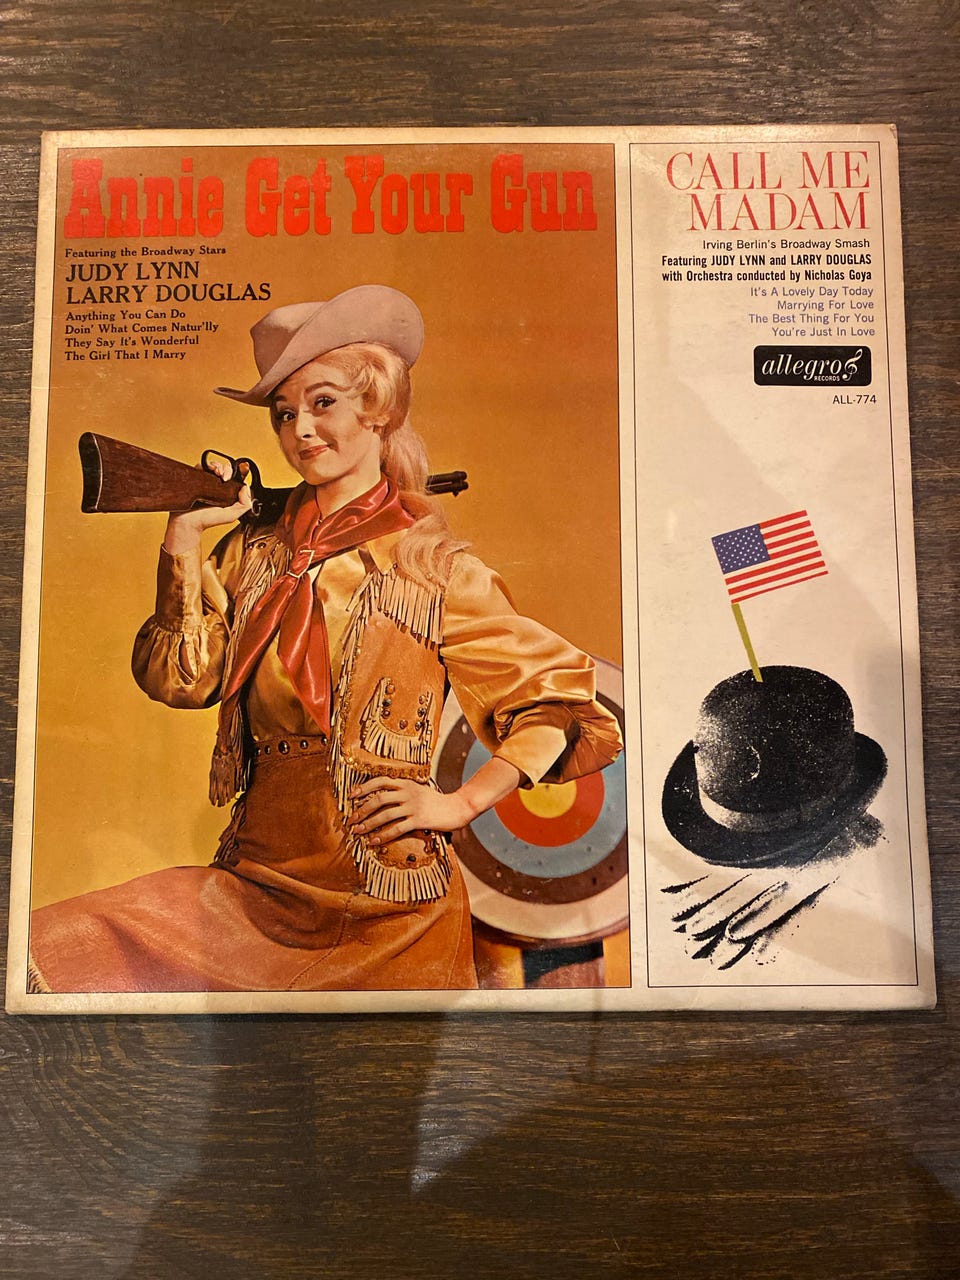 Annie Get Your Gun
Featuring the Broadway Stars
JUDY LYNN
LARRY DOUGLAS
Anything You Can Do
Doin' What Comes Natur'lly
They Say It's Wonderful
The Girl That I Marry
CALL ME
MADAM
Irving Berlin's Broadway Smash
Featuring JUDY LYNN and LARRY DOUGLAS
with Orchestra conducted by Nicholas Goya
It's A Lovely Day Today
Marrying For Love
The Best Thing For You
You're Just In Love
allegro
RECORDS
ALL-774